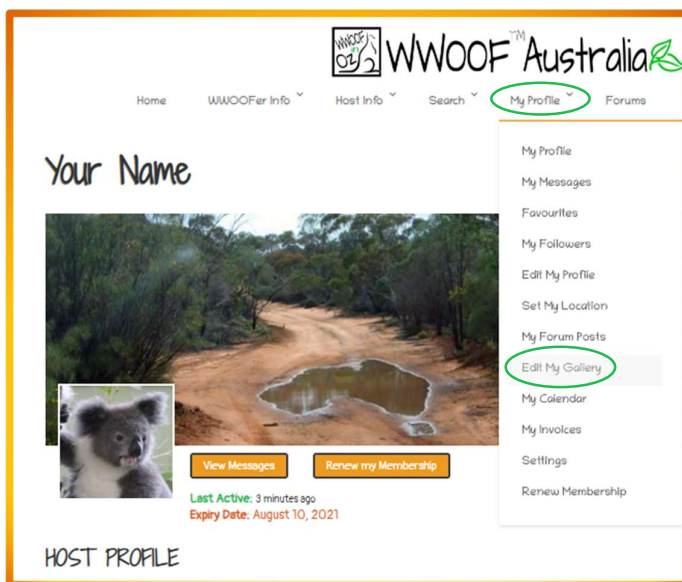 WWOOF in OZ WWOOF™Australia
Home WWOOFer Info Host Info Search My Profile Forums
Your Name
My Profile
My Messages
Favourites
My Followers
Edit My Profile
Set My Location
My Forum Posts
Edit My Gallery
My Calendar
My Invoices
Settings
Renew Membership
View Messages Renew my Membership
Last Active: 3 minutes ago
Expiry Date: August 10, 2021
HOST PROFILE